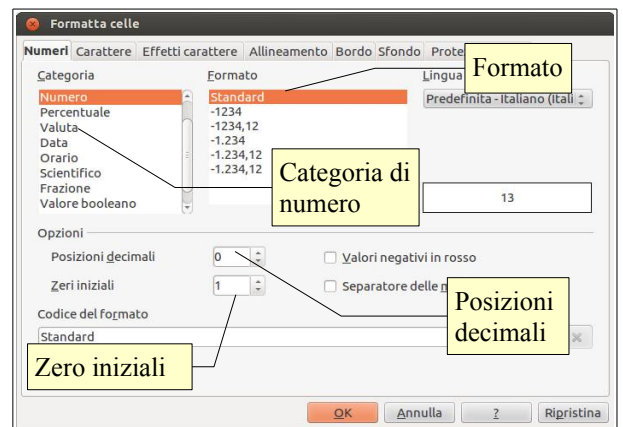 Formatta celle
Numeri Carattere Effetti carattere Allineamento Bordo Sfondo
Formato
Categoria Formato
Numero
Percentuale
Valuta
Data
Orario
Scientifico
Frazione
Valore booleano
Standard
-1234
-1234,12
-1.234
-1.234,12
-1.234,12
Predefinita - Italiano (Itali
Categoria di
numero
13
Opzioni
Posizioni decimali 0 Valori negativi in rosso
Zeri iniziali 1 Separatore delle
Posizioni
decimali
Codice del formato
Standard
Zero iniziali
OK Annulla ? Ripristina